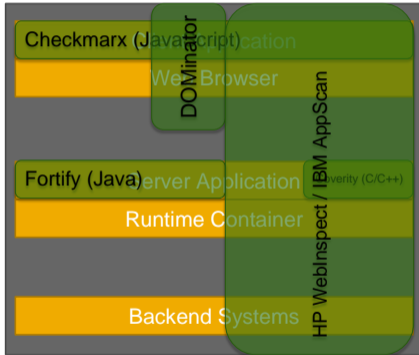 Checkmarx (Javascript)
Application
DOMinator
Web Browser
HP WebInspect / IBM AppScan
Fortify (Java)
Server Application
Coverity (C/C++)
Runtime Container
Backend Systems